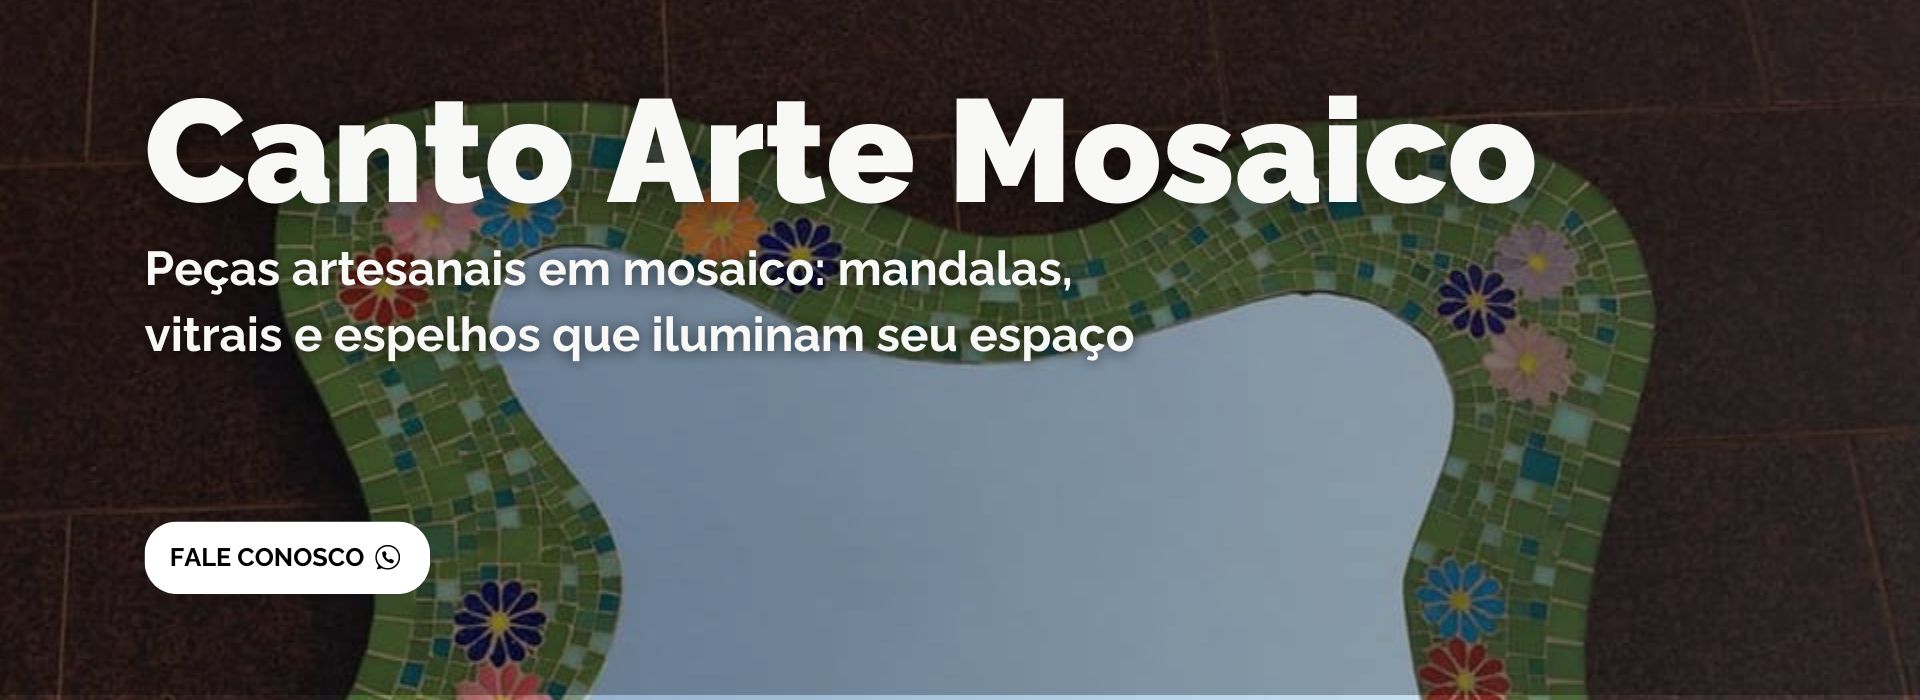 Canto Arte Mosaico
Peças artesanais em mosaico: mandalas,
vitrais e espelhos que iluminam seu espaço
FALE CONOSCO